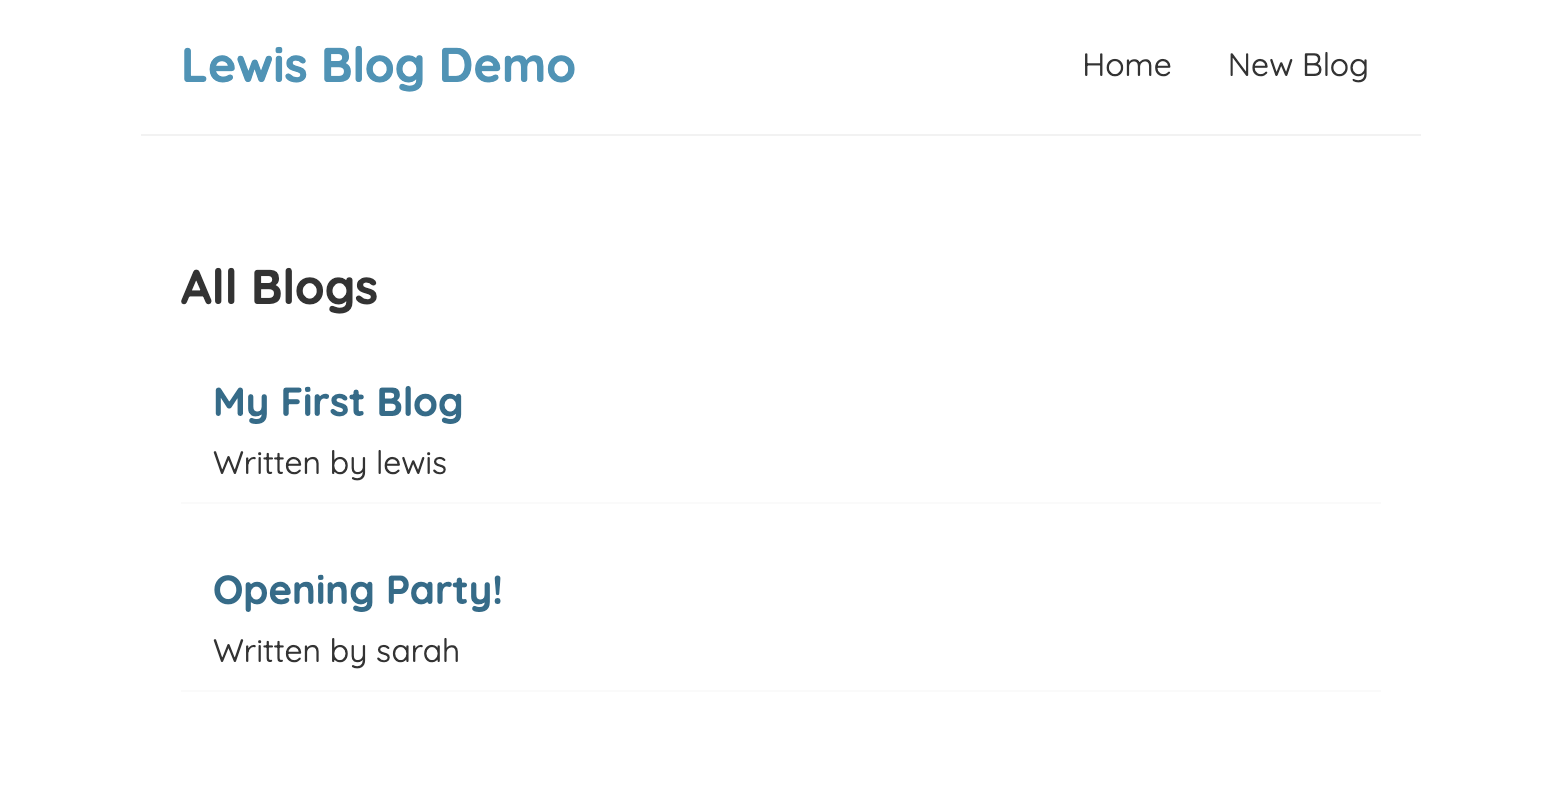 Lewis Blog Demo
Home
New Blog
All Blogs
My First Blog
Written by lewis
Opening Party!
Written by sarah